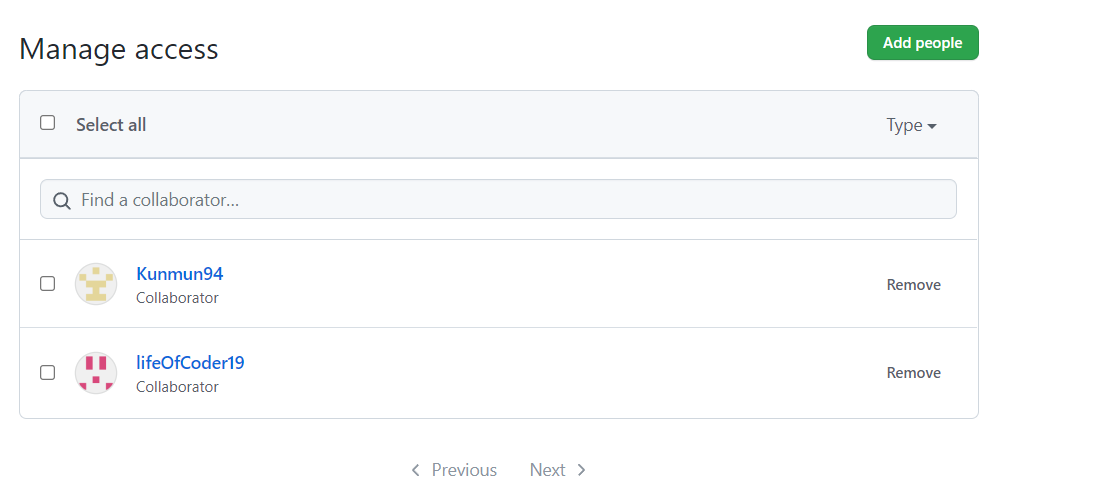 Manage access
Add people
Select all
Type
Find a collaborator...
Kunmun94
Collaborator
Remove
lifeOfCoder19
Collaborator
Remove
Previous Next